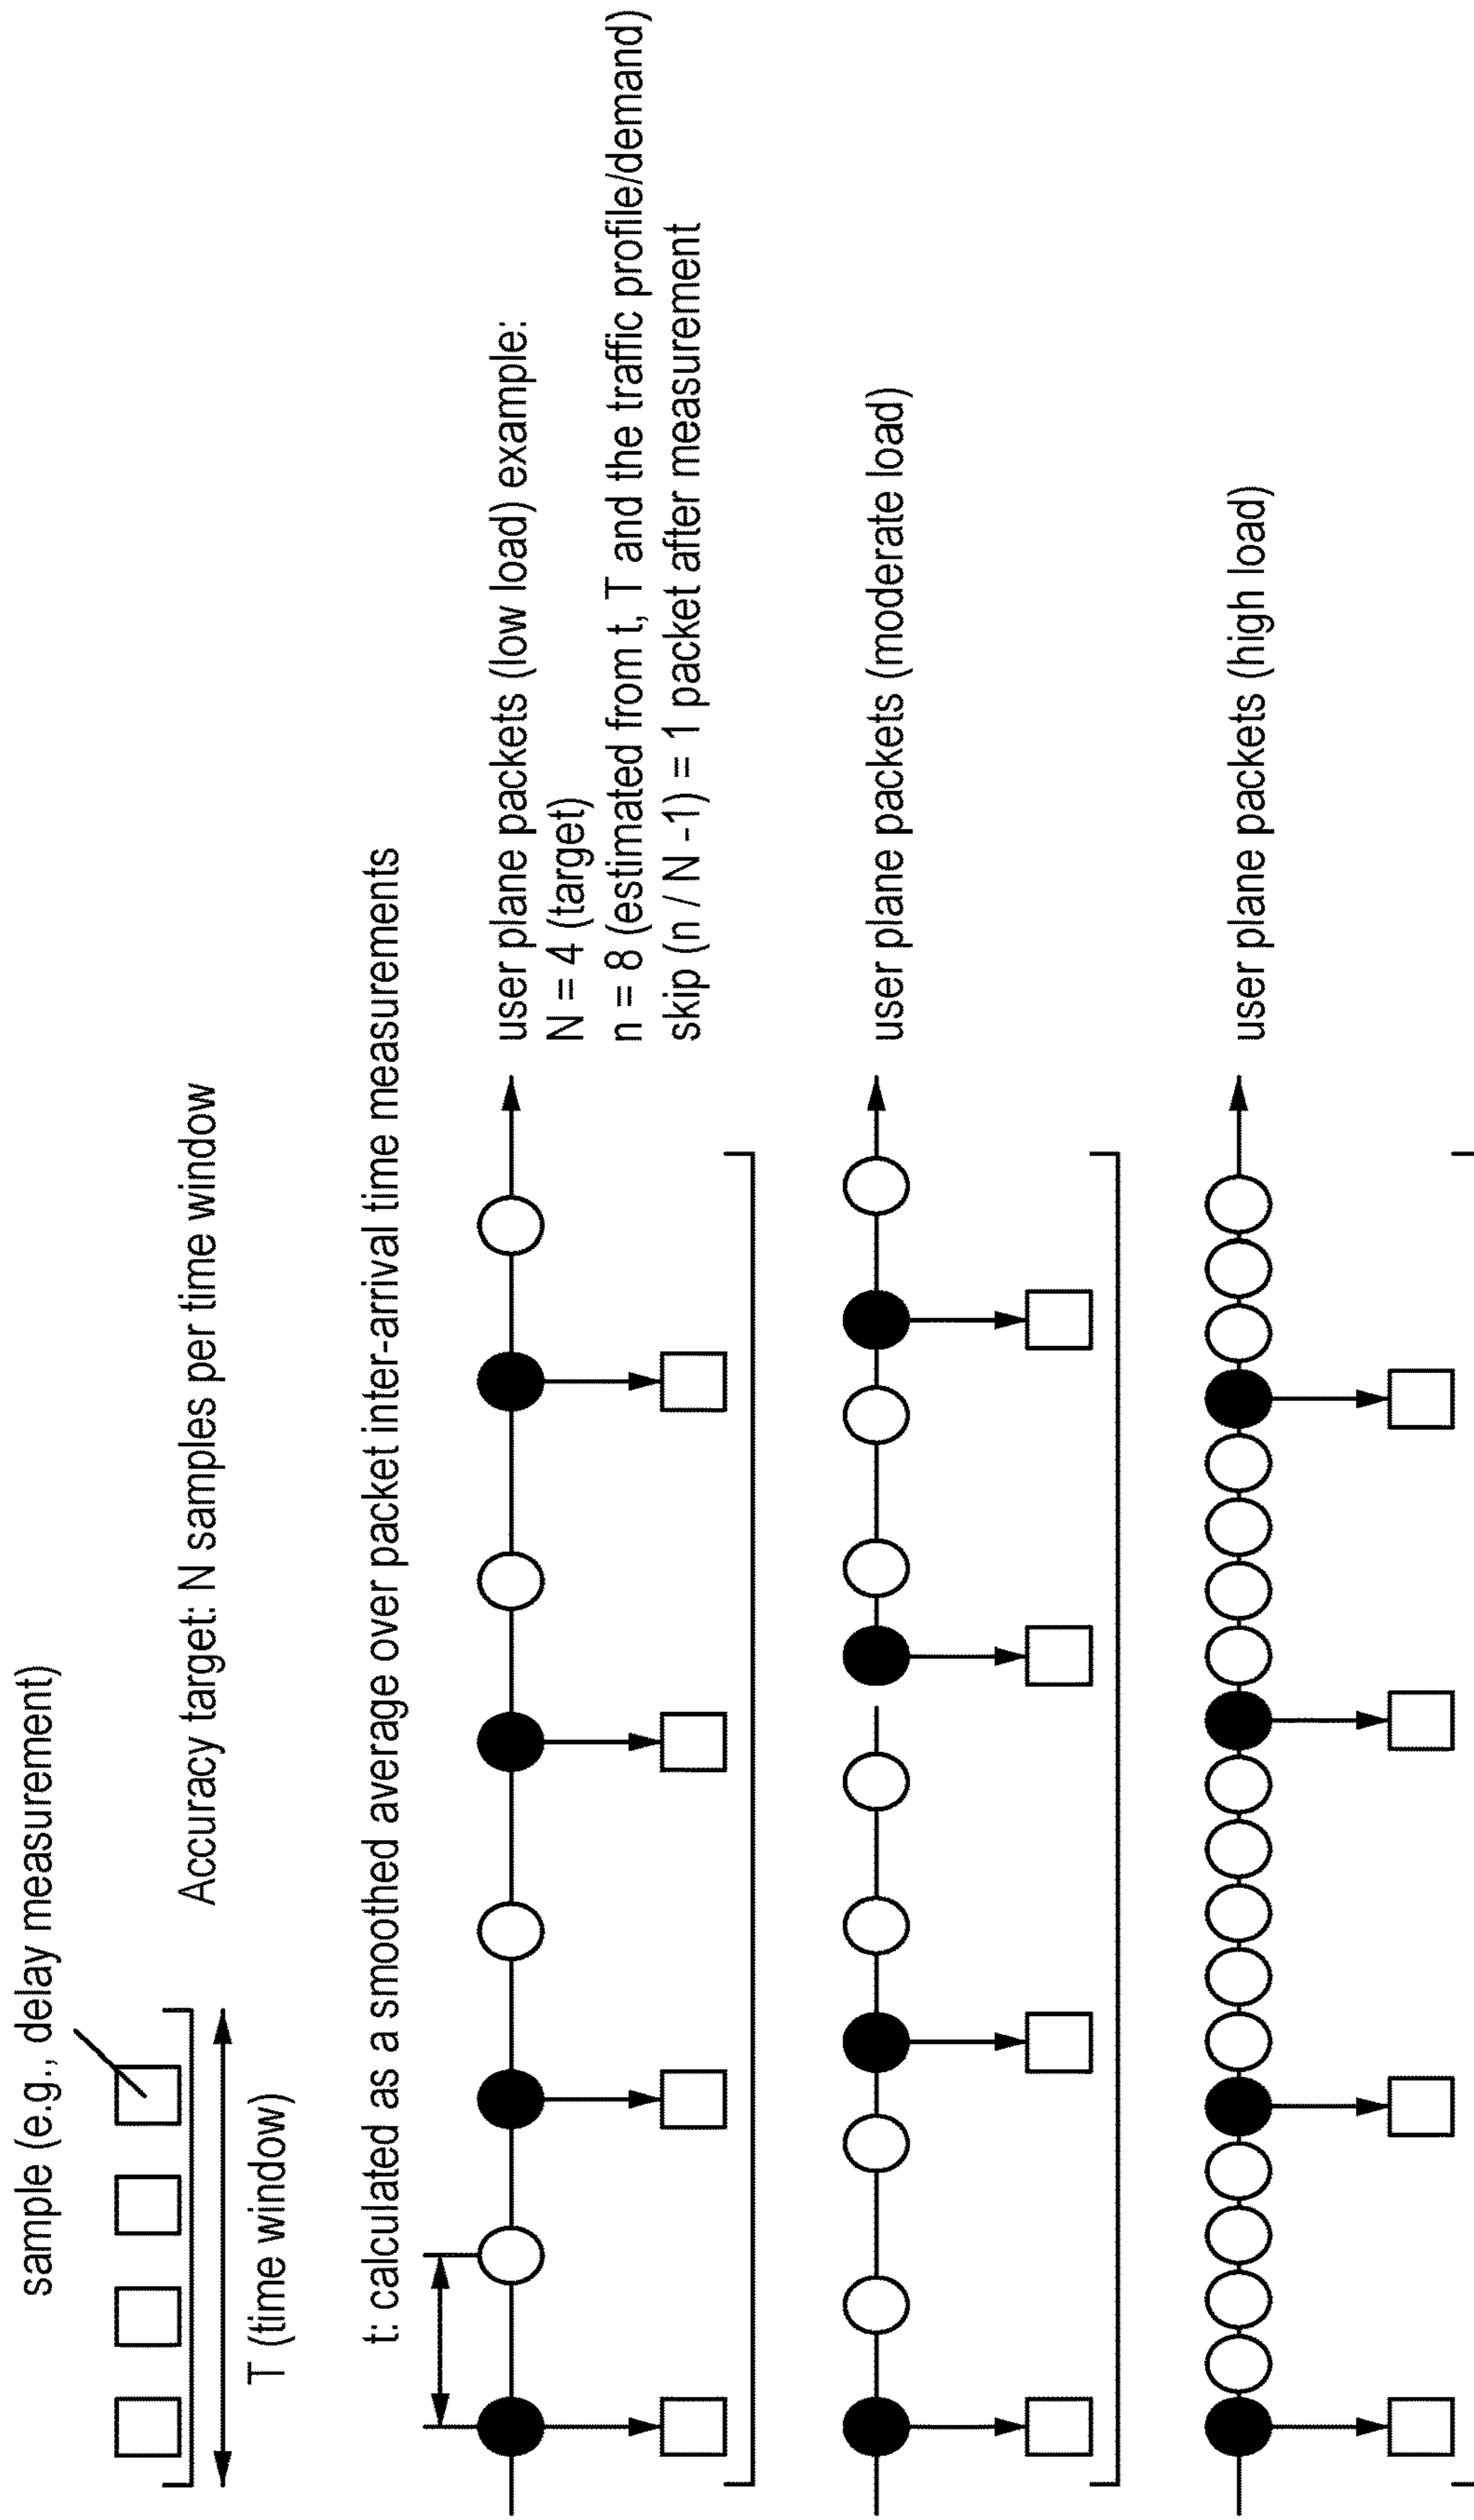 sample (e.g., delay measurement)
Accuracy target: N samples per time window
T (time window)
t: calculated as a smoothed average over packet inter-arrival time measurements
user plane packets (low load) example:
N = 4 (target)
n = 8 (estimated from t, T and the traffic profile/demand)
skip (n / N -1) = 1 packet after measurement
user plane packets (moderate load)
user plane packets (high load)